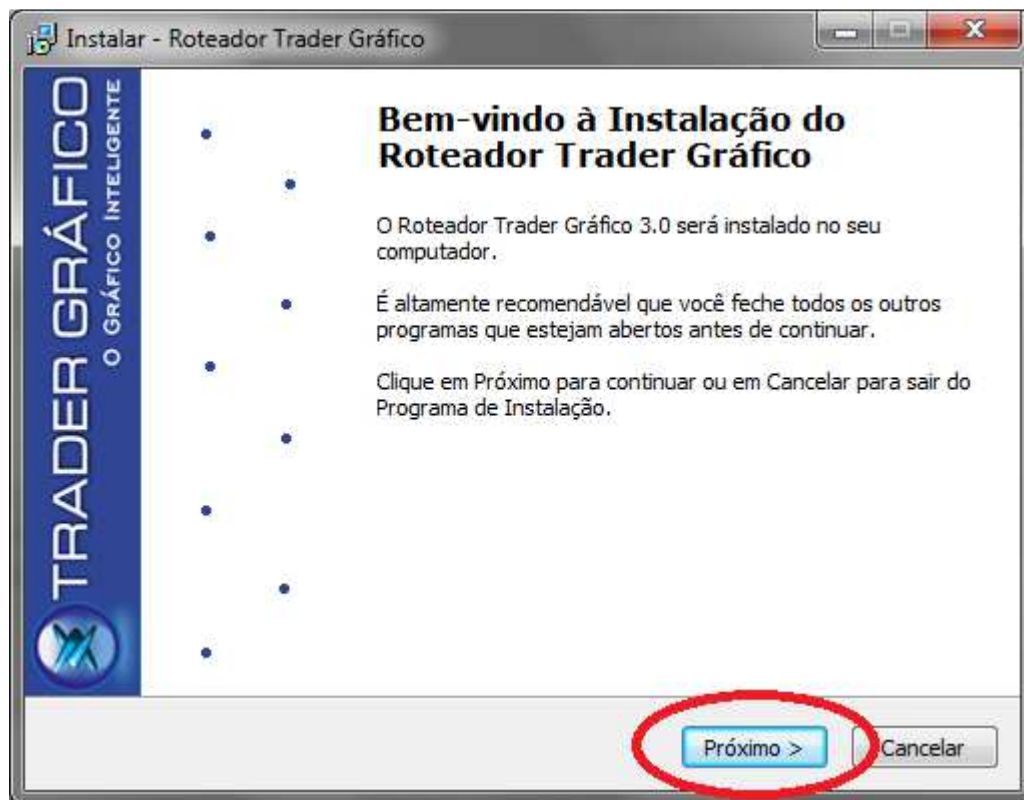 Instalar - Roteador Trader Gráfico
TRADER GRÁFICO
O GRÁFICO INTELIGENTE
Bem-vindo à Instalação do
Roteador Trader Gráfico
O Roteador Trader Gráfico 3.0 será instalado no seu
computador.
É altamente recomendável que você feche todos os outros
programas que estejam abertos antes de continuar.
Clique em Próximo para continuar ou em Cancelar para sair do
Programa de Instalação.
Próximo >
Cancelar